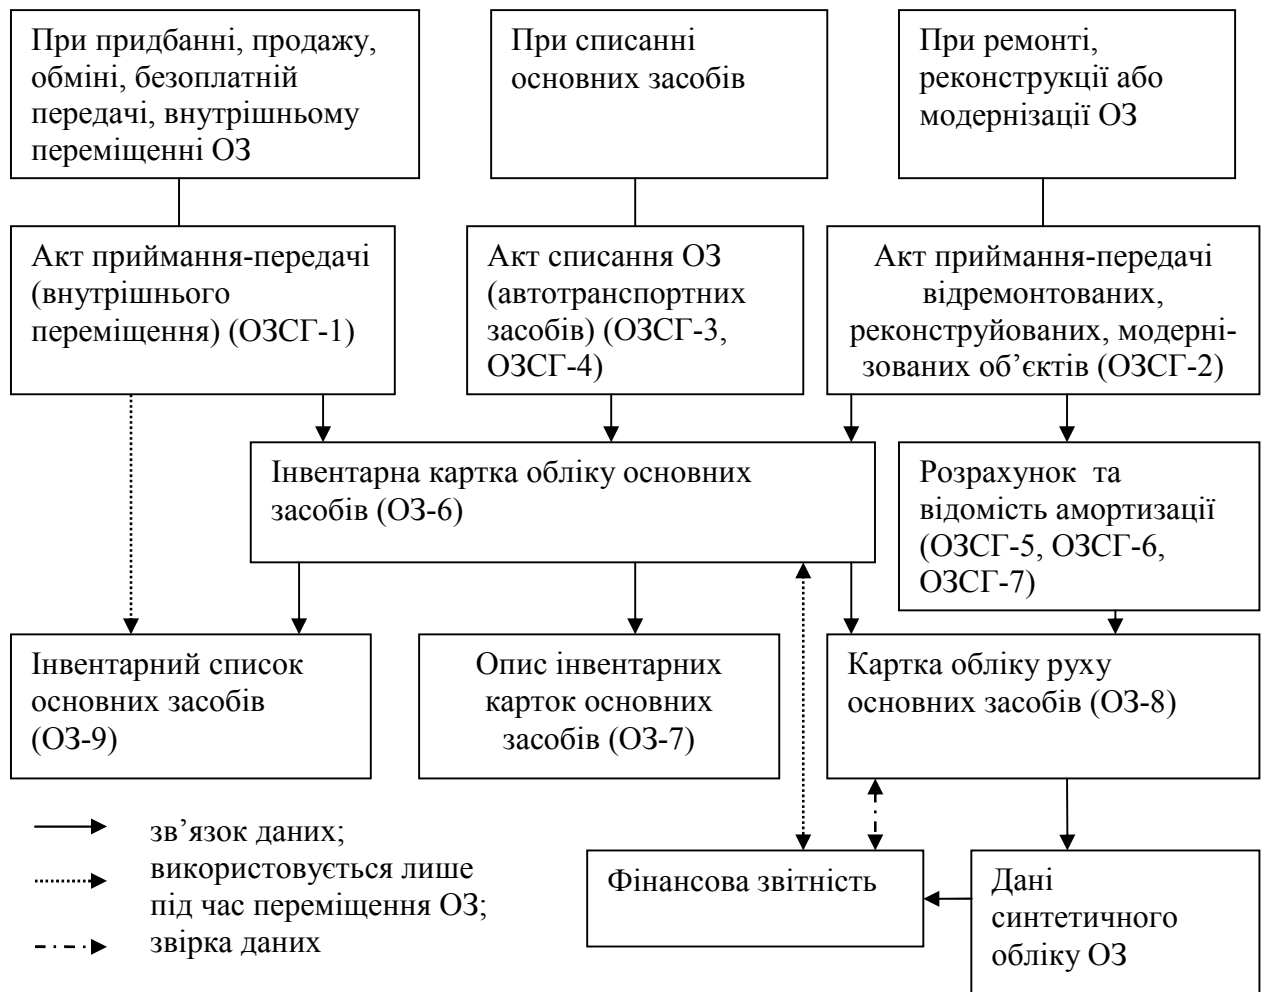 При придбанні, продажу,
обміні, безоплатній
передачі, внутрішньому
переміщенні ОЗ
При списанні
основних засобів
При ремонті,
реконструкції або
модернізації ОЗ
Акт приймання-передачі
(внутрішнього
переміщення) (ОЗСГ-1)
Акт списання ОЗ
(автотранспортних
засобів) (ОЗСГ-3,
ОЗСГ-4)
Акт приймання-передачі
відремонтованих,
реконструйованих, модерні-
зованих об’єктів (ОЗСГ-2)
Інвентарна картка обліку основних
засобів (ОЗ-6)
Розрахунок та
відомість амортизації
(ОЗСГ-5, ОЗСГ-6,
ОЗСГ-7)
Інвентарний список
основних засобів
(ОЗ-9)
Опис інвентарних
карток основних
засобів (ОЗ-7)
Картка обліку руху
основних засобів (ОЗ-8)
зв’язок даних;
використовується лише
під час переміщення ОЗ;
звірка даних
Фінансова звітність
Дані
синтетичного
обліку ОЗ